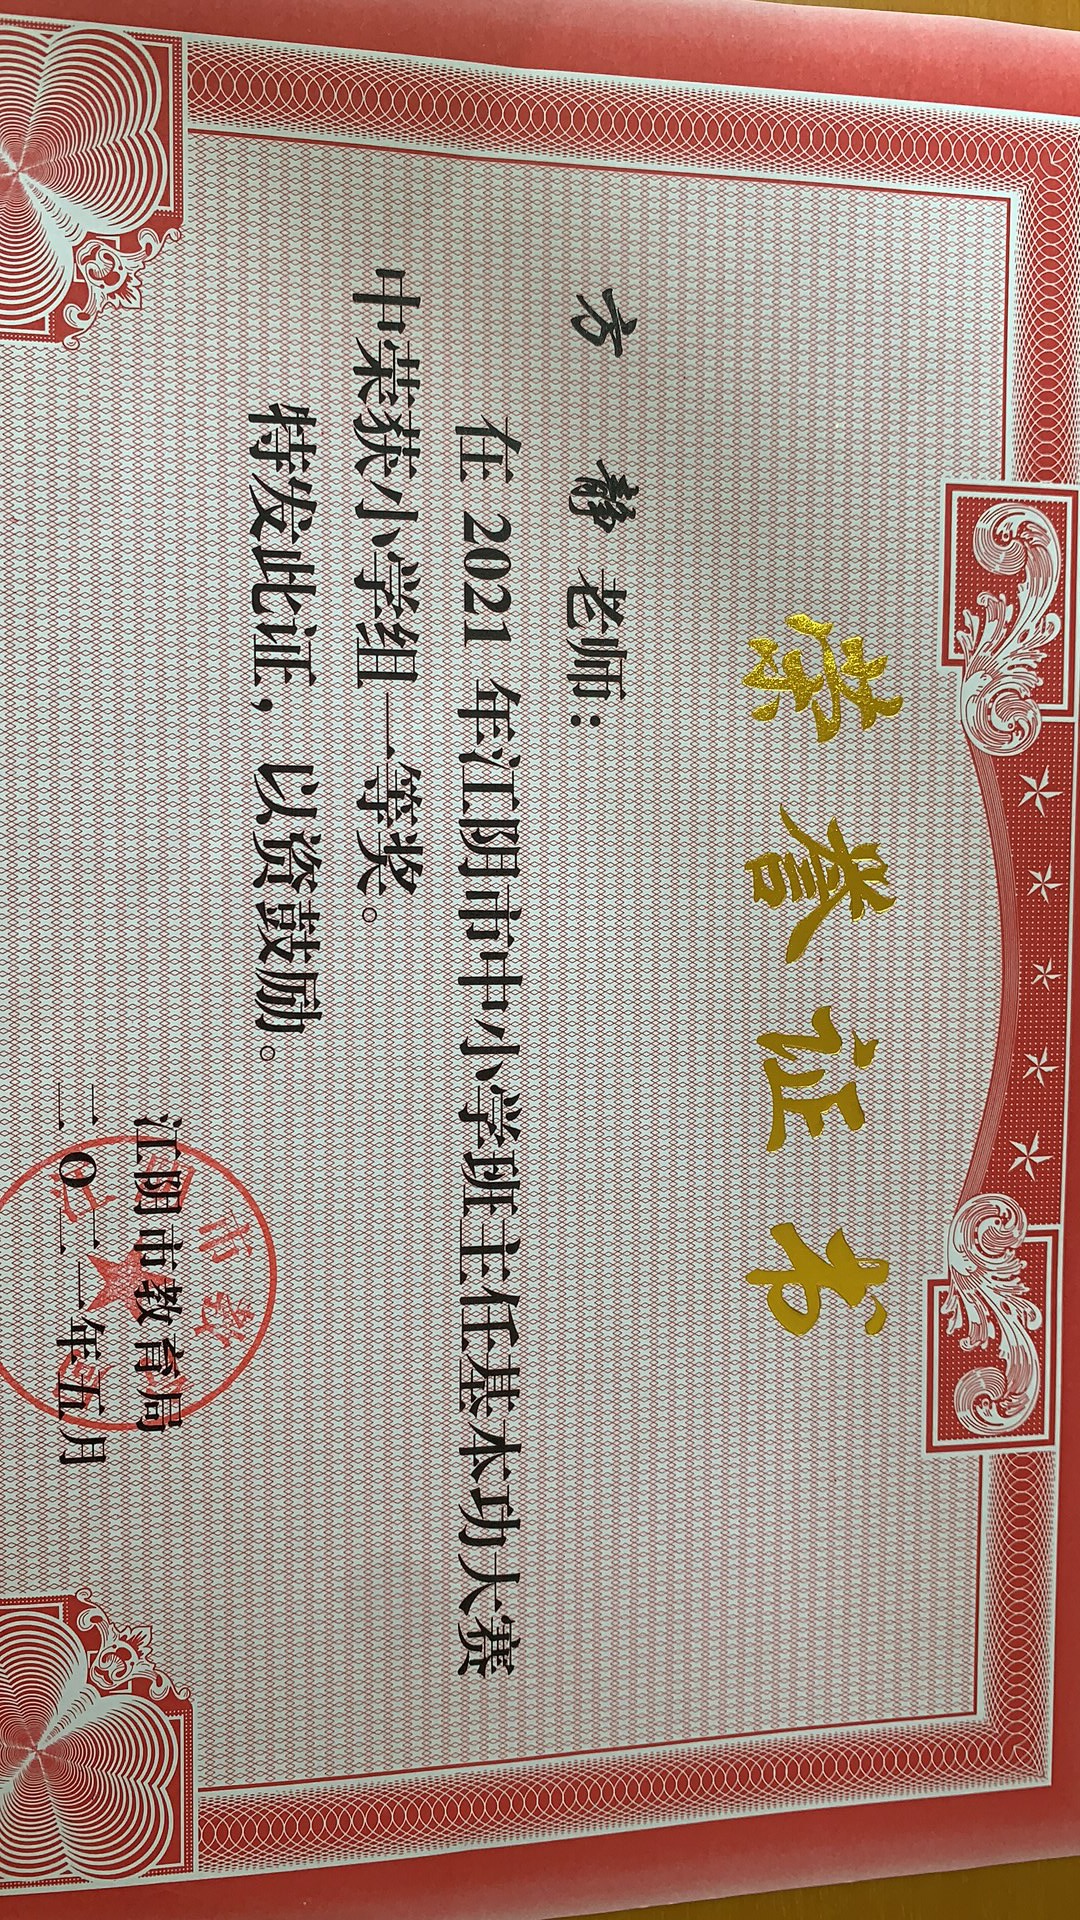 荣誉证书
方静老师：
在2021年江阴市中小学班主任基本功大赛
中荣获小学组一等奖。
特发此证，以资鼓励。
江阴市教育局
二〇二一年五月